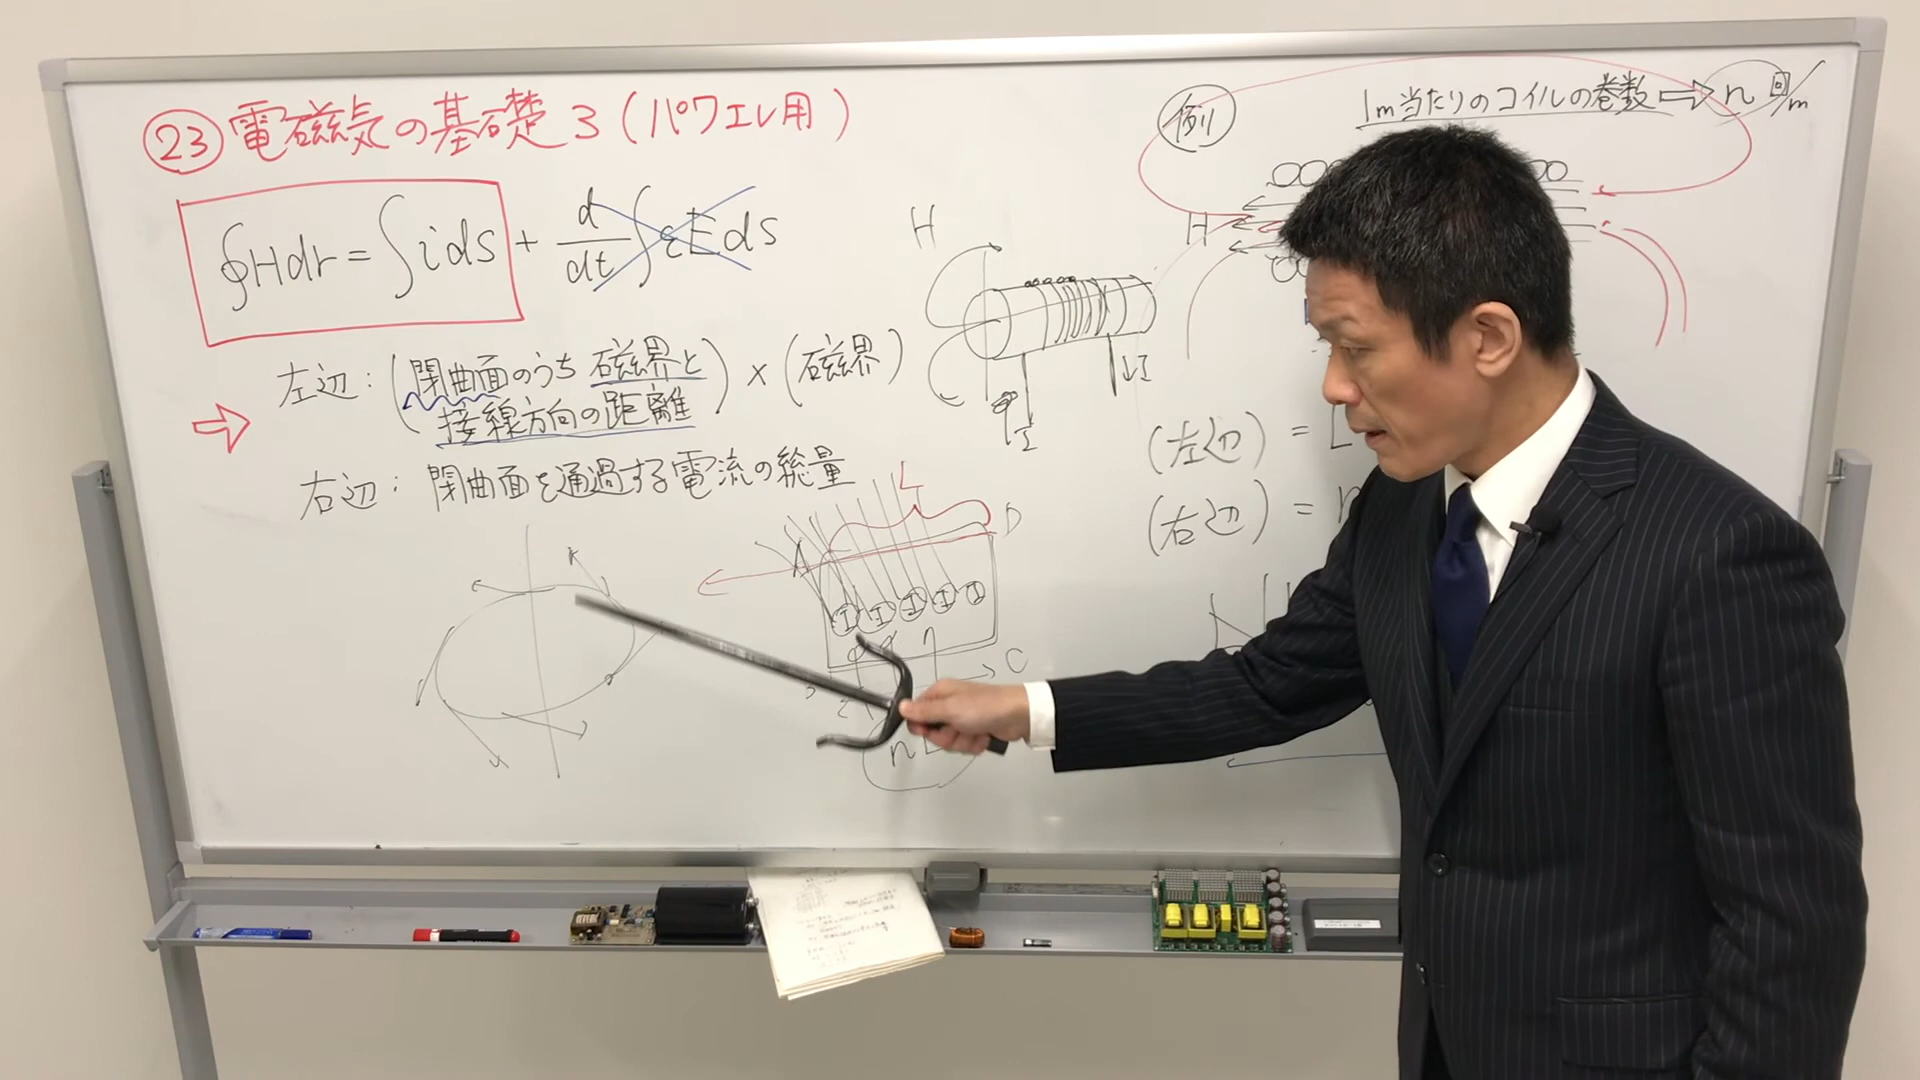 ㉓ 電磁気の基礎 3 (パワエレ用)
∮Hdr = ∫ids + d/dt ∫εEds
左辺: (閉曲面のうち磁界と接線方向の距離) × (磁界)
右辺: 閉曲面を通過する電流の総量
H
I
I
L
A
D
I I I I I
C
n
例
1m当たりのコイルの巻数 ⇒ n 回/m
H
(左辺) = L
(右辺) = n